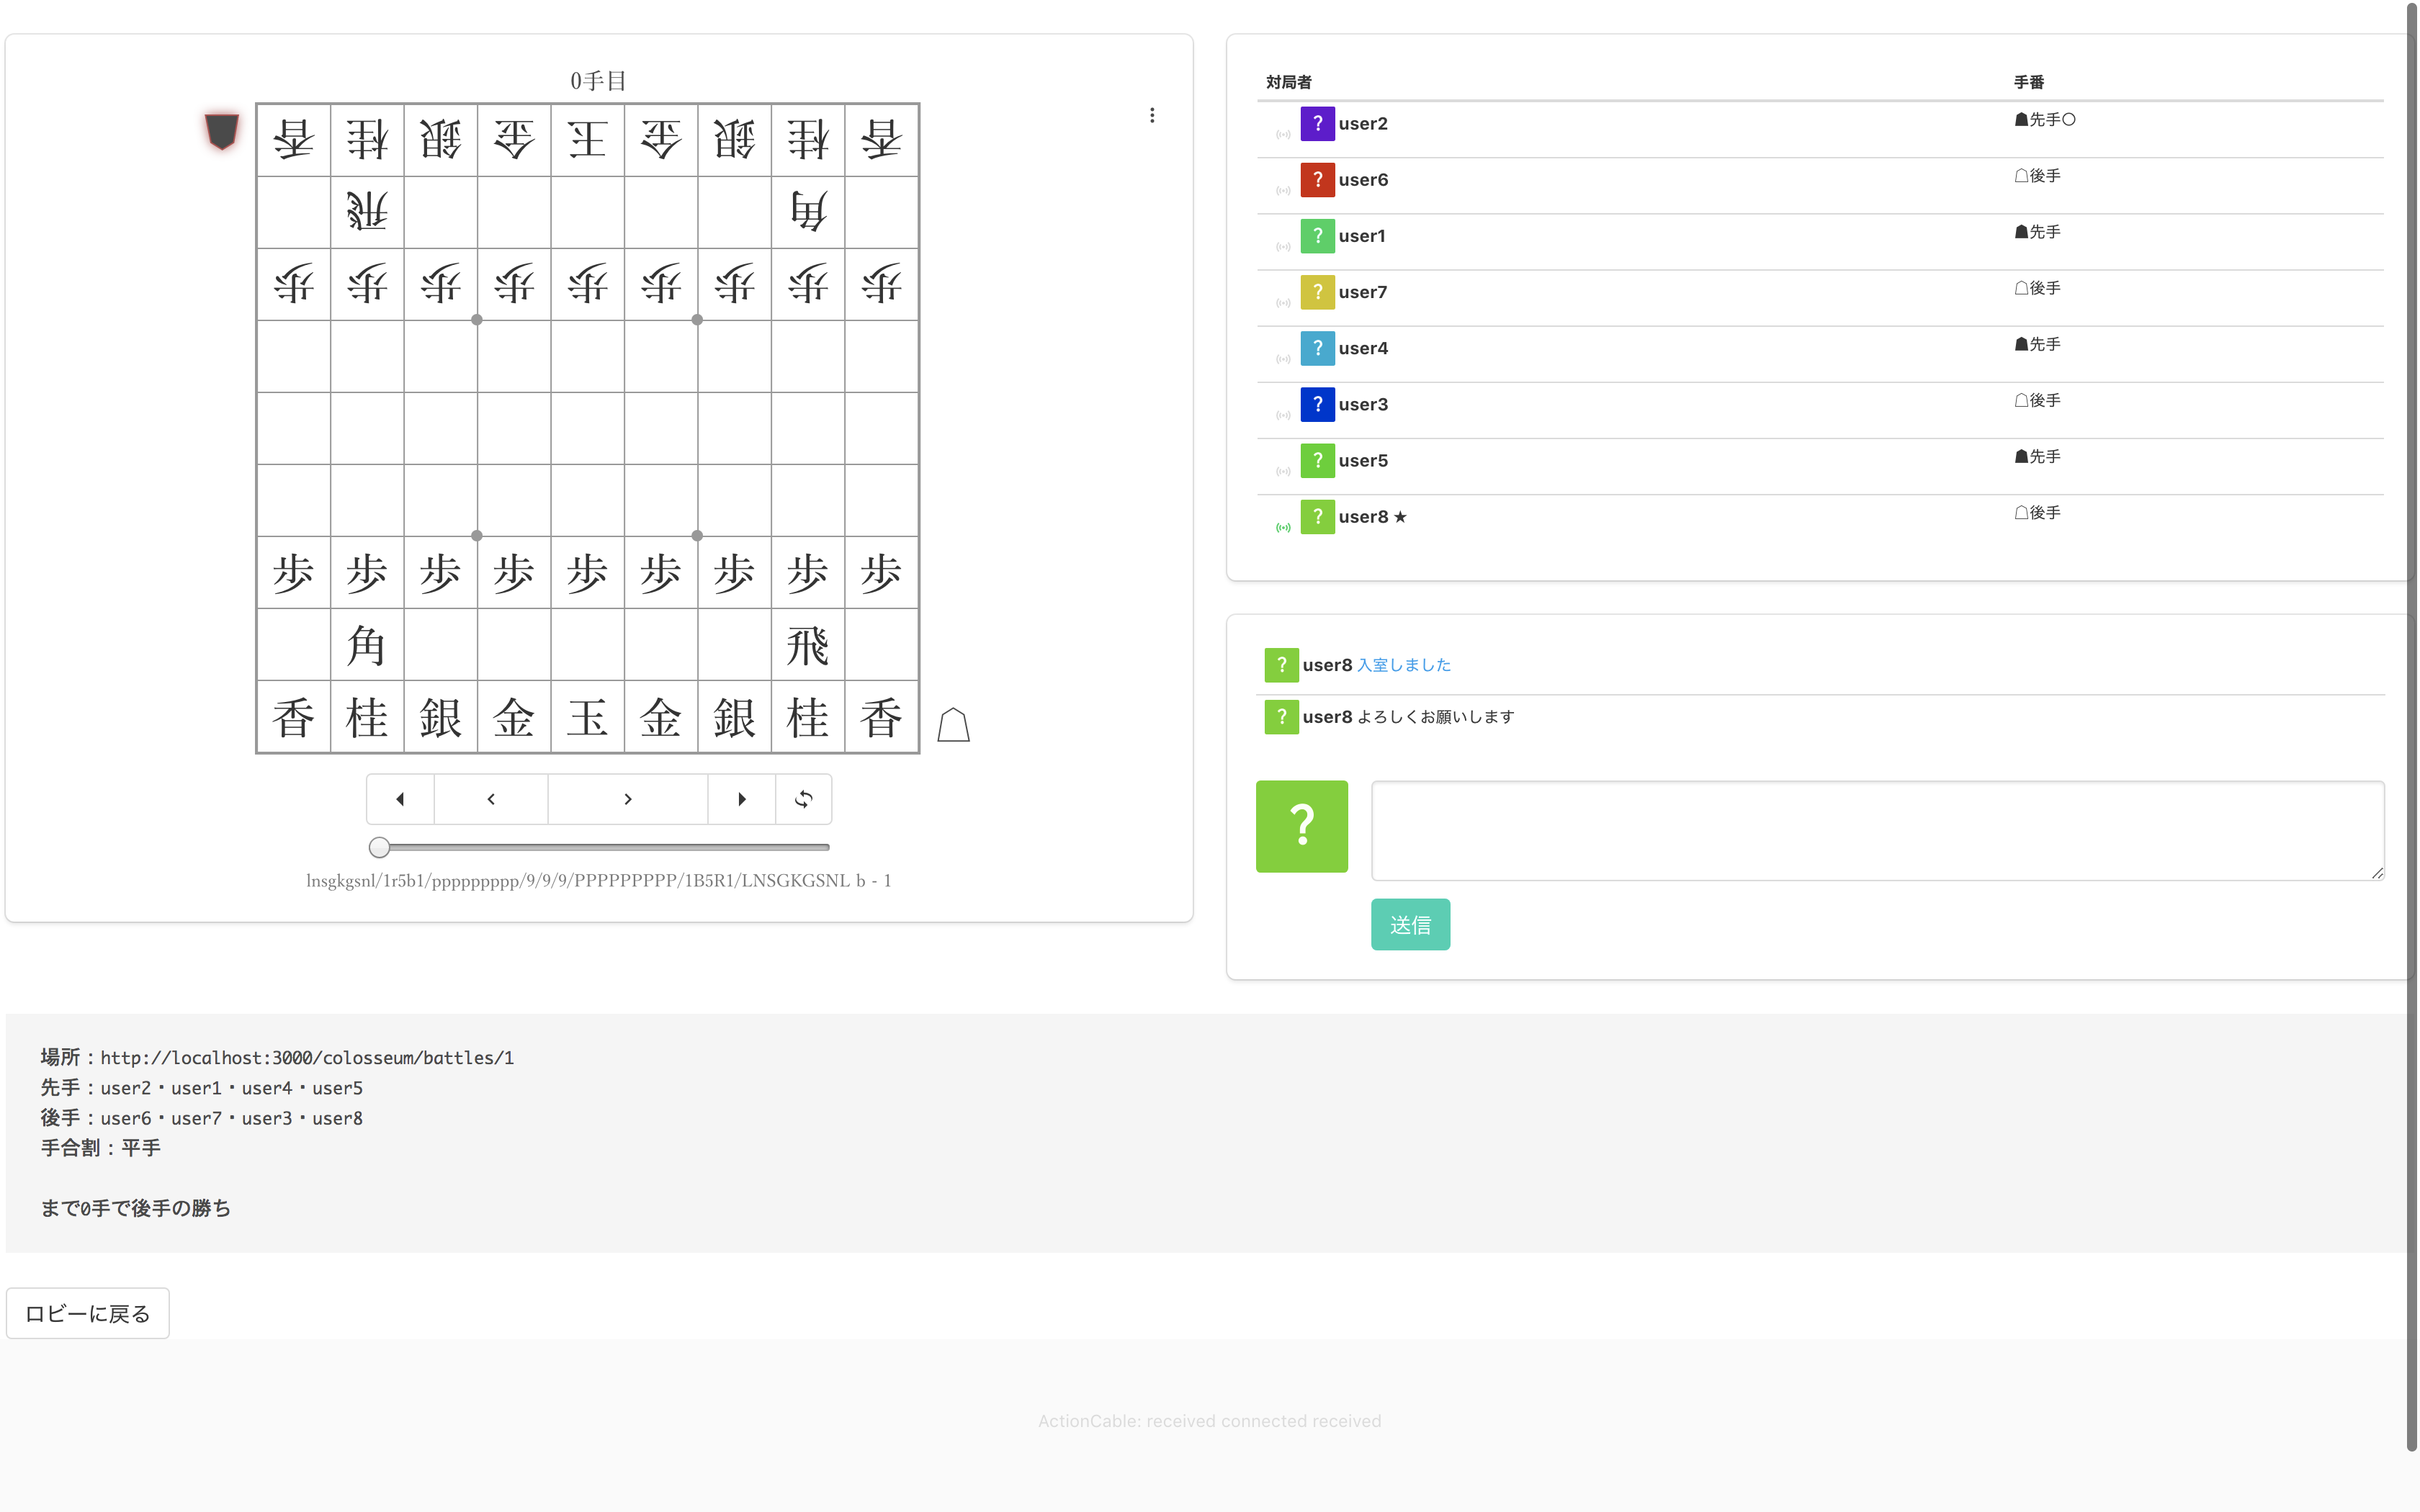 0手目
香桂銀金王金銀桂香
飛角
歩歩歩歩歩歩歩歩歩
歩歩歩歩歩歩歩歩歩
角飛
香桂銀金玉金銀桂香
lnsgkgsnl/1r5b1/ppppppppp/9/9/9/PPPPPPPPP/1B5R1/LNSGKGSNL b - 1
対局者 手番
? user2 ☗先手○
? user6 ☖後手
? user1 ☗先手
? user7 ☖後手
? user4 ☗先手
? user3 ☖後手
? user5 ☗先手
? user8 ★ ☖後手
? user8 入室しました
? user8 よろしくお願いします
?
送信
場所：http://localhost:3000/colosseum/battles/1
先手：user2・user1・user4・user5
後手：user6・user7・user3・user8
手合割：平手
まで0手で後手の勝ち
ロビーに戻る
ActionCable: received connected received